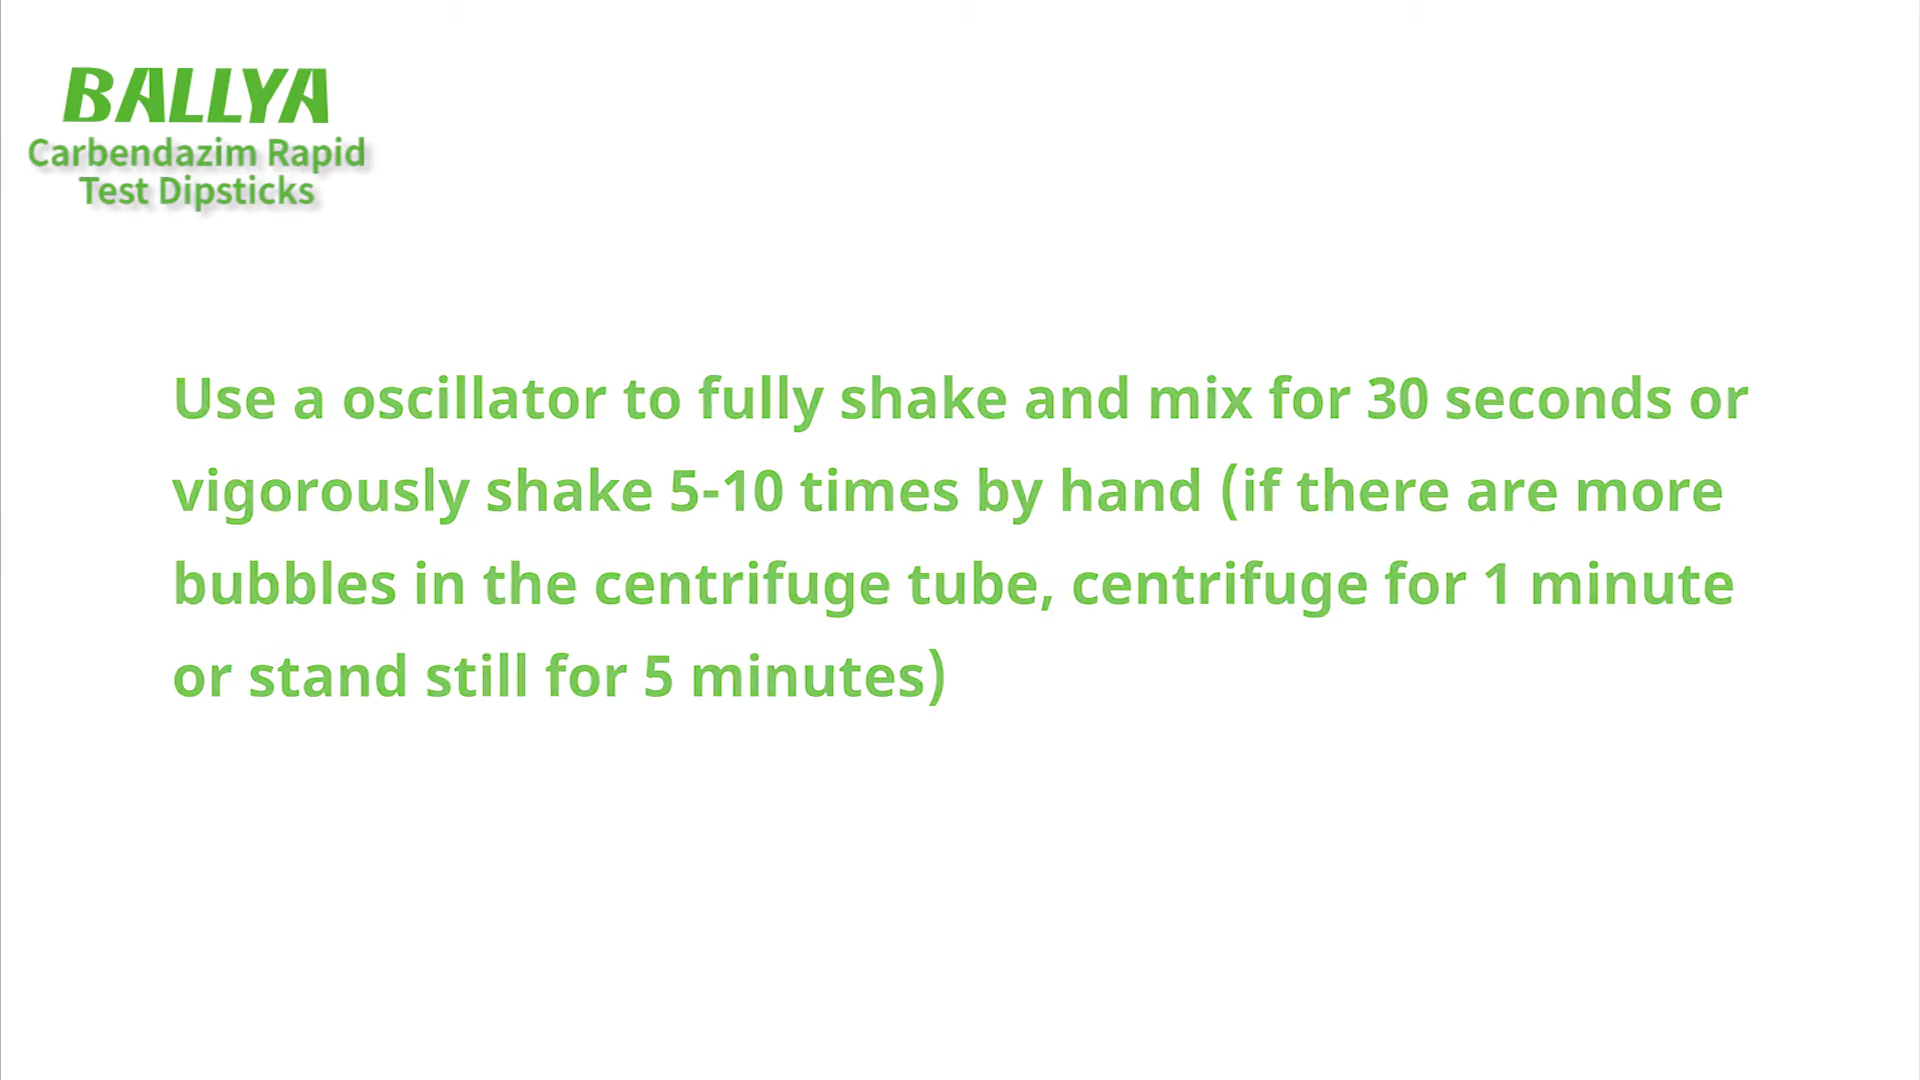 BALLYA
Carbendazim Rapid
Test Dipsticks
Use a oscillator to fully shake and mix for 30 seconds or
vigorously shake 5-10 times by hand (if there are more
bubbles in the centrifuge tube, centrifuge for 1 minute
or stand still for 5 minutes)